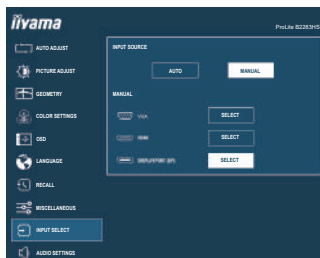 iiyama
ProLite B2283HS
AUTO ADJUST
PICTURE ADJUST
GEOMETRY
COLOR SETTINGS
OSD
LANGUAGE
RECALL
MISCELLANEOUS
INPUT SELECT
AUDIO SETTINGS
INPUT SOURCE
AUTO MANUAL
MANUAL
VGA SELECT
HDMI SELECT
DISPLAYPORT (DP) SELECT